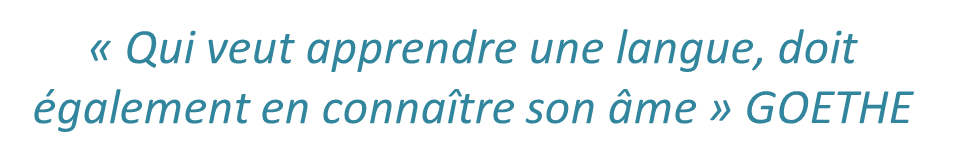 « Qui veut apprendre une langue, doit
également en connaître son âme » GOETHE